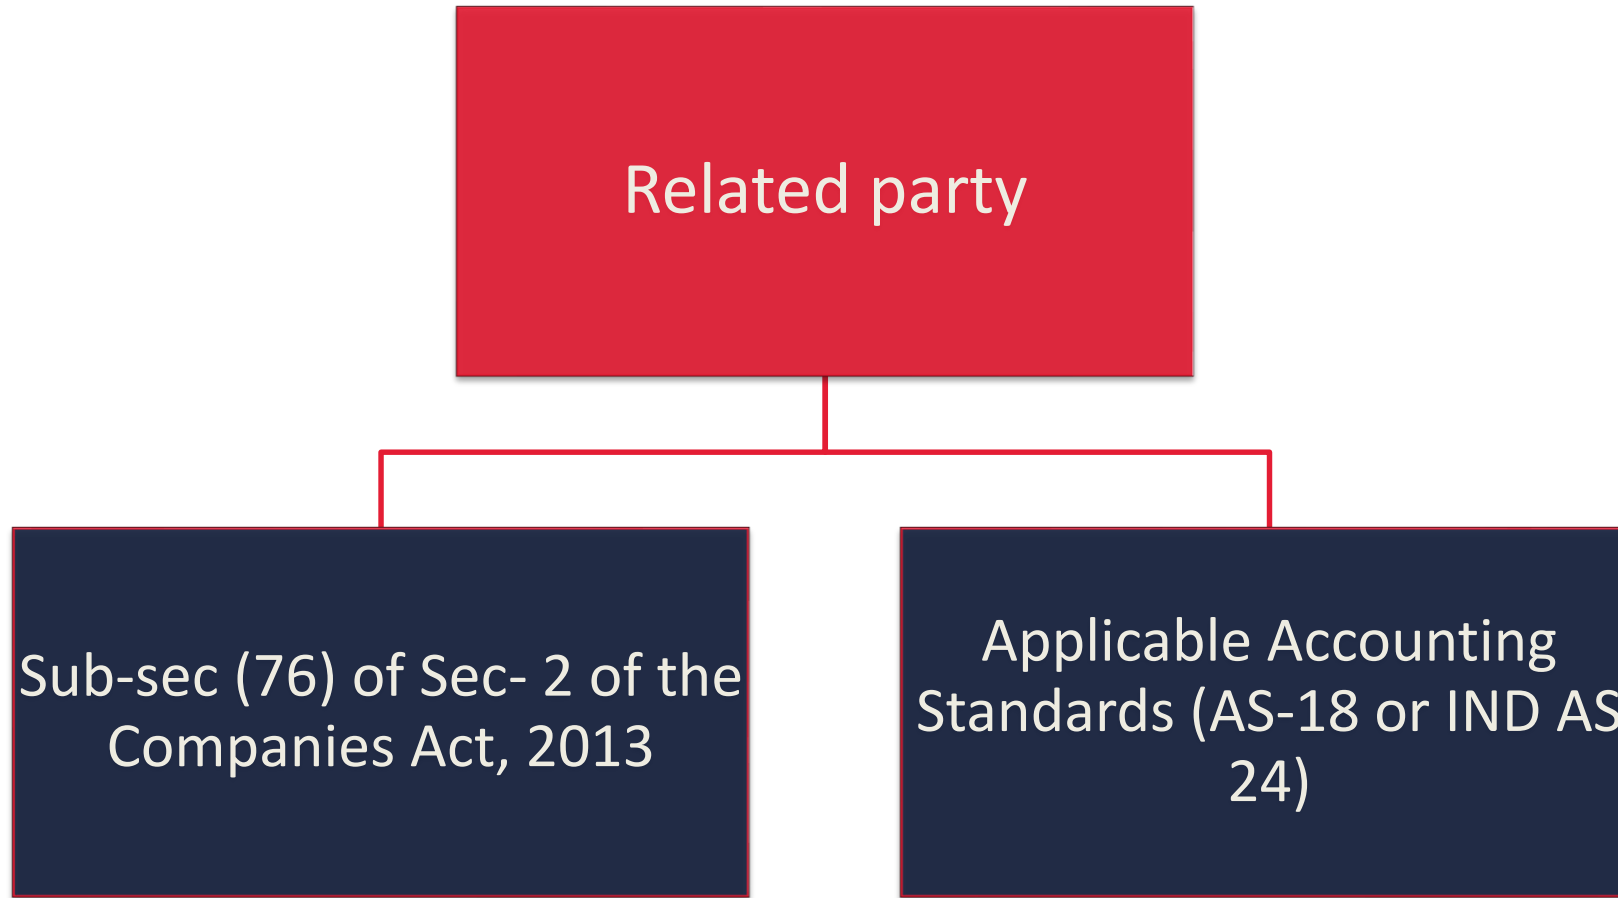 Related party
Sub-sec (76) of Sec- 2 of the
Companies Act, 2013
Applicable Accounting
Standards (AS-18 or IND AS
24)